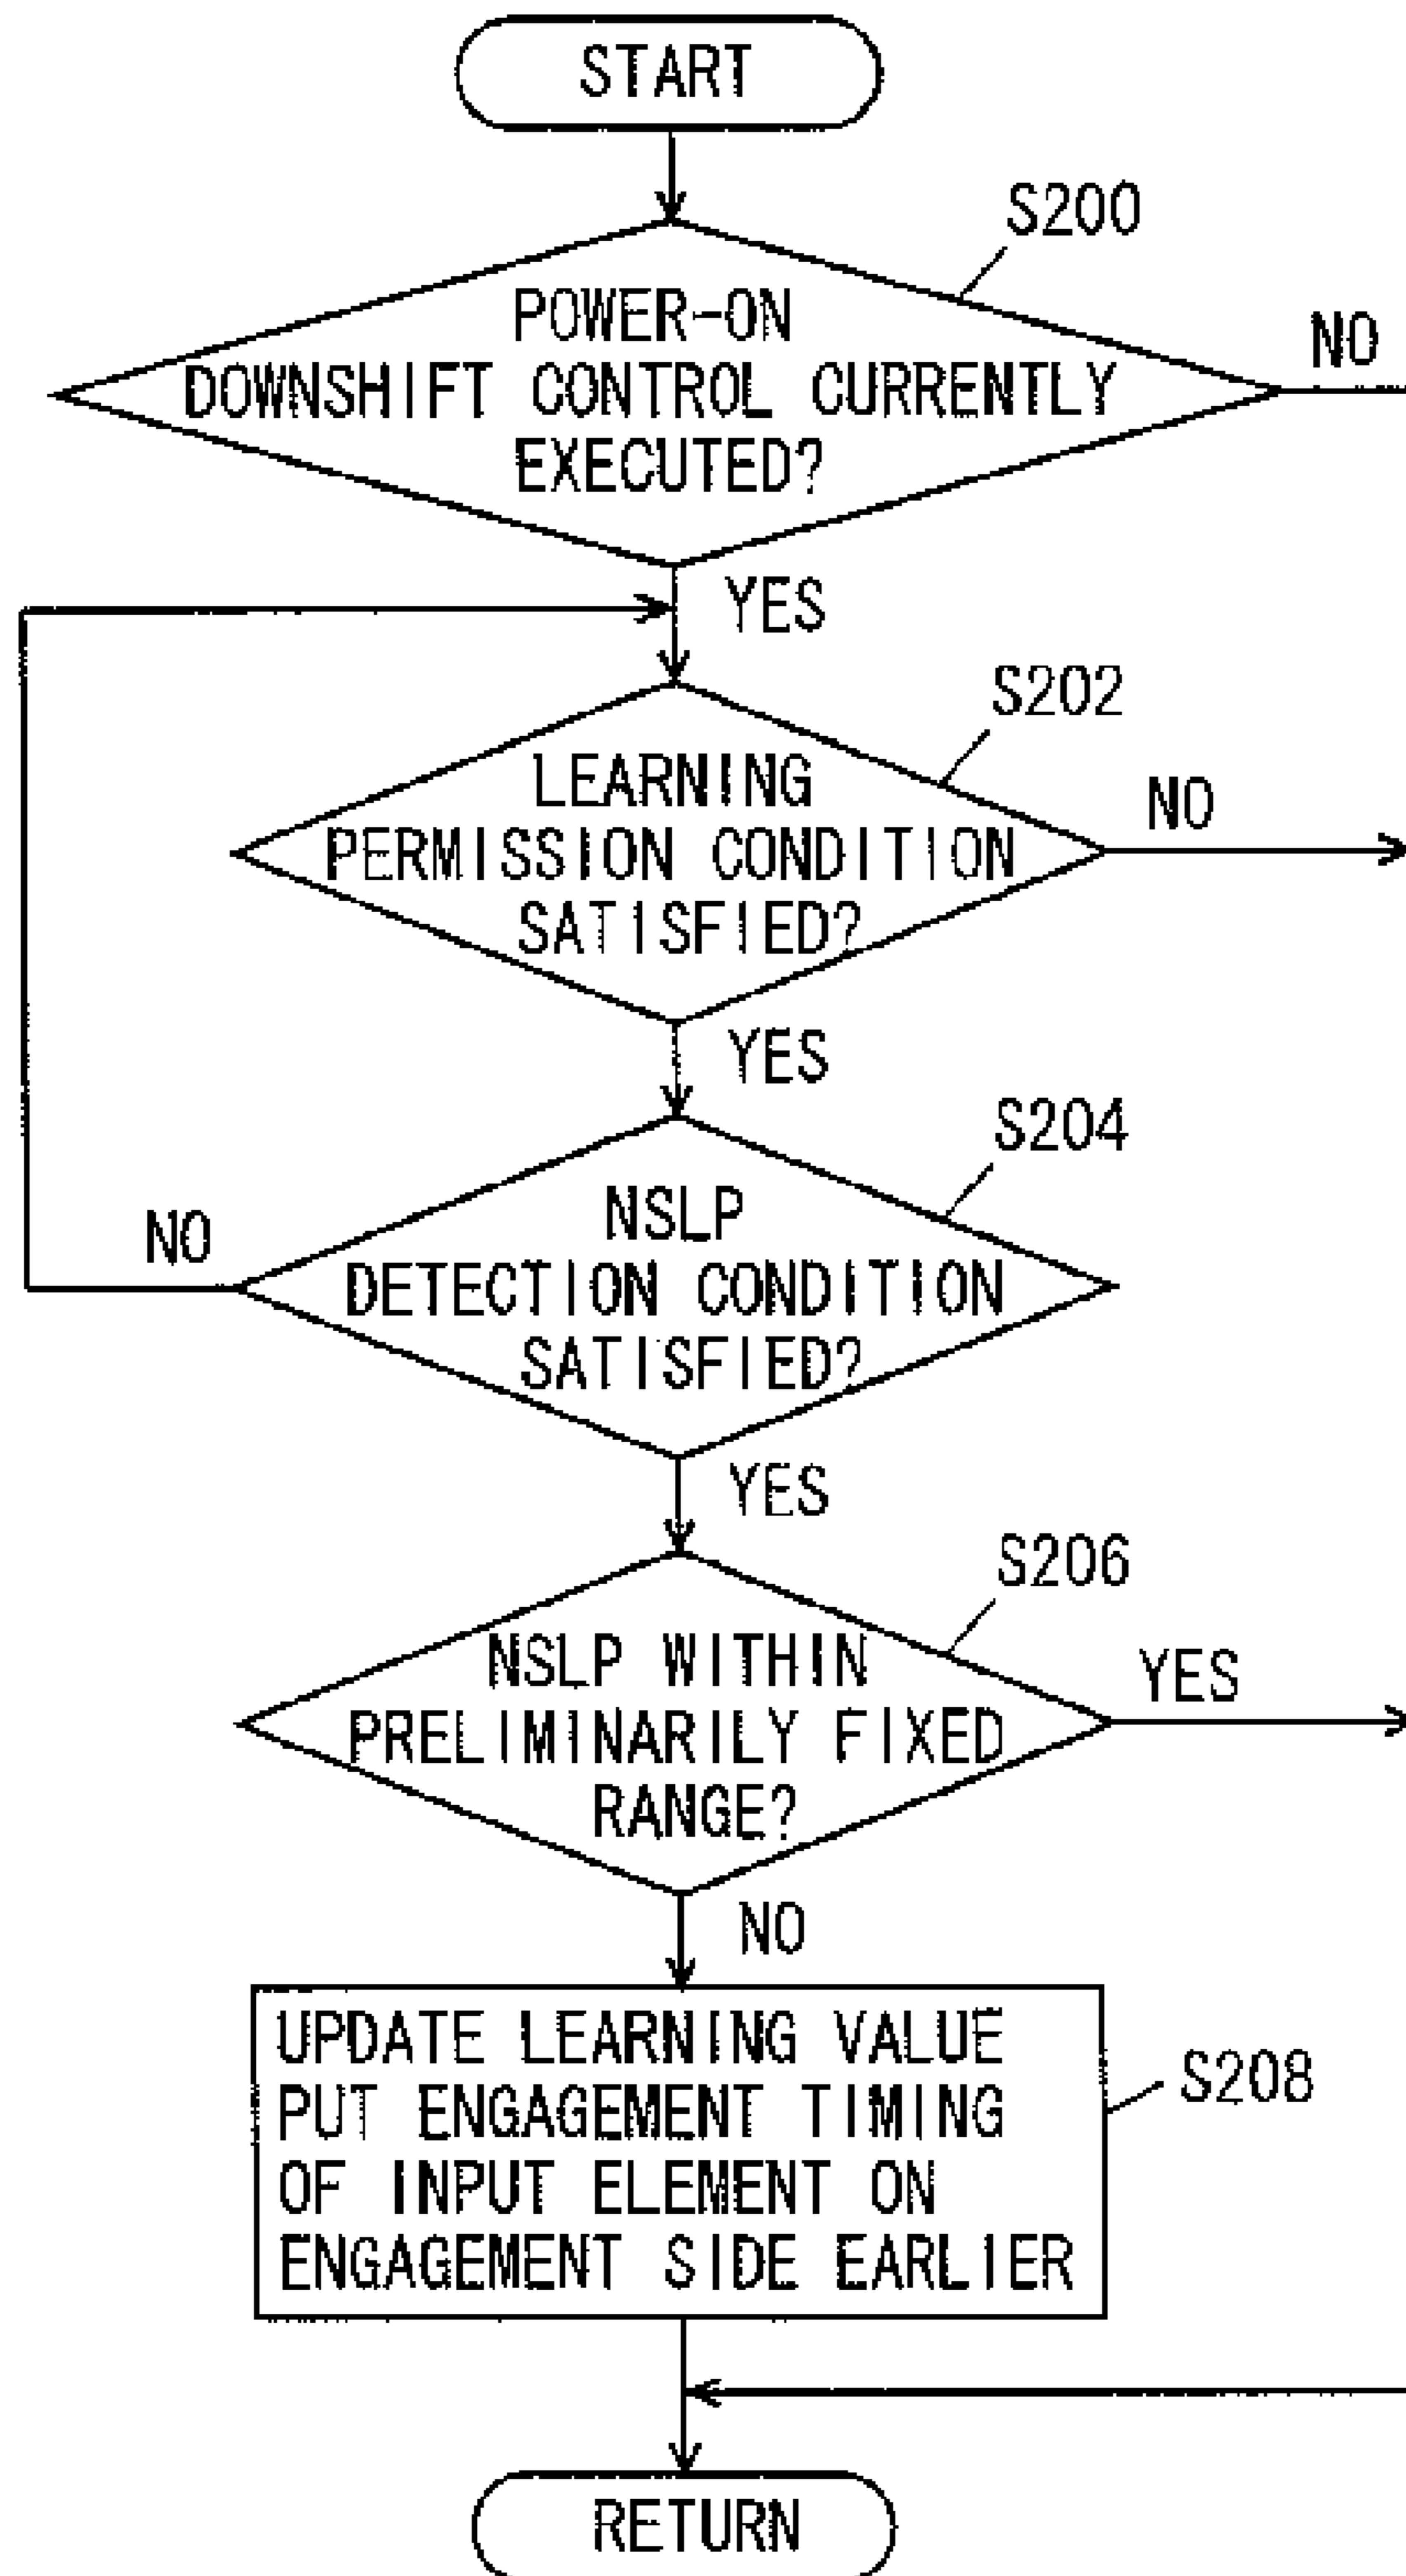 START
S200
POWER-ON
DOWNSHIFT CONTROL CURRENTLY
EXECUTED?
NO
YES
S202
LEARNING
PERMISSION CONDITION
SATISFIED?
NO
YES
S204
NSLP
DETECTION CONDITION
SATISFIED?
NO
YES
S206
NSLP WITHIN
PRELIMINARILY FIXED
RANGE?
YES
NO
UPDATE LEARNING VALUE
PUT ENGAGEMENT TIMING
OF INPUT ELEMENT ON
ENGAGEMENT SIDE EARLIER
S208
RETURN